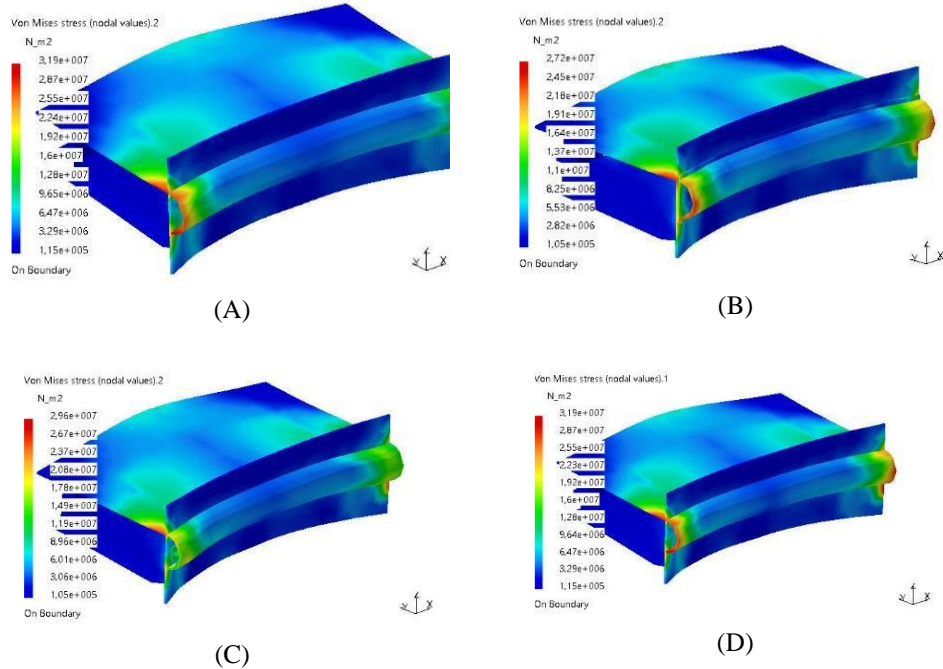 Von Mises stress (nodal values).2
N_m2
3,19e+007
2,87e+007
2,55e+007
2,24e+007
1,92e+007
1,6e+007
1,28e+007
9,65e+006
6,47e+006
3,29e+006
1,15e+005
On Boundary
Z
Y X
(A)
Von Mises stress (nodal values).2
N_m2
2,72e+007
2,45e+007
2,18e+007
1,91e+007
1,64e+007
1,37e+007
1,1e+007
8,25e+006
5,53e+006
2,82e+006
1,05e+005
On Boundary
Z
Y X
(B)
Von Mises stress (nodal values).2
N_m2
2,96e+007
2,67e+007
2,37e+007
2,08e+007
1,78e+007
1,49e+007
1,19e+007
8,96e+006
6,01e+006
3,06e+006
1,05e+005
On Boundary
Z
Y X
(C)
Von Mises stress (nodal values).1
N_m2
3,19e+007
2,87e+007
2,55e+007
2,23e+007
1,92e+007
1,6e+007
1,28e+007
9,64e+006
6,47e+006
3,29e+006
1,15e+005
On Boundary
Z
Y X
(D)